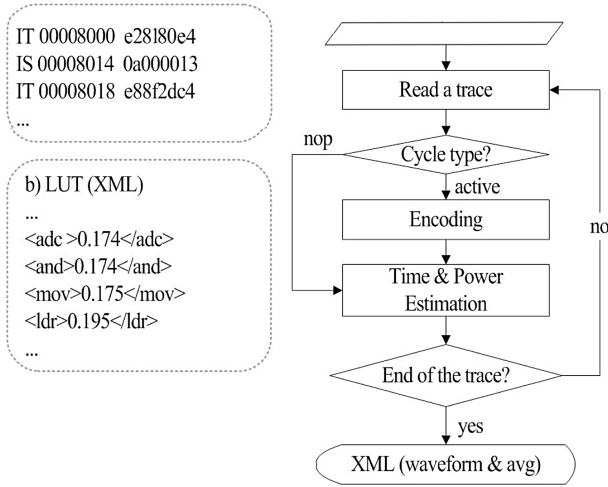 IT 00008000 e28180e4
IS 00008014 0a000013
IT 00008018 e88f2dc4
...
b) LUT (XML)
...
<adc >0.174</adc>
<and>0.174</and>
<mov>0.175</mov>
<ldr>0.195</ldr>
...
Read a trace
nop
Cycle type?
active
Encoding
no
Time & Power
Estimation
End of the trace?
yes
XML (waveform & avg)